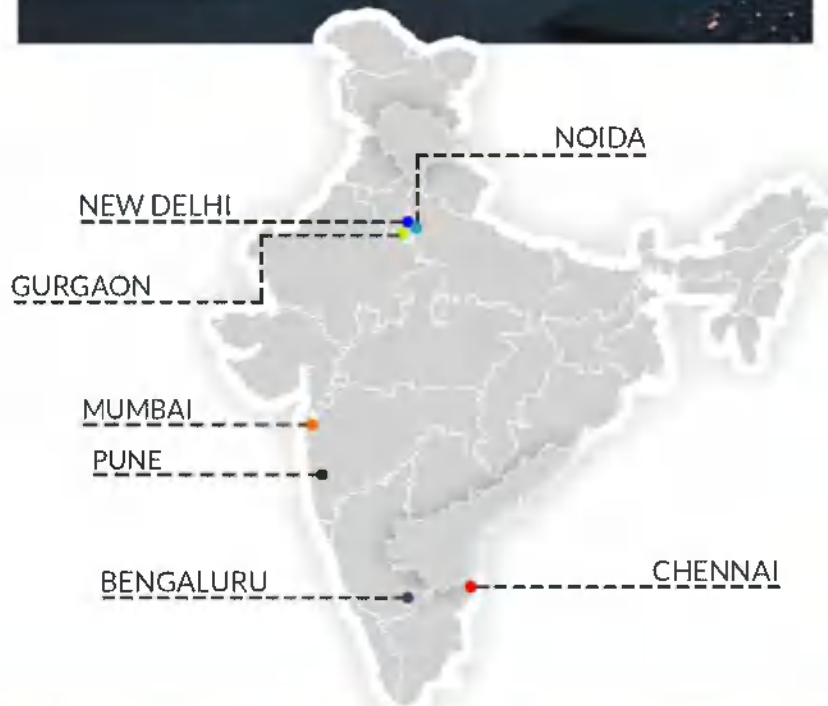 NOIDA
NEW DELHI
GURGAON
MUMBAI
PUNE
BENGALURU
CHENNAI